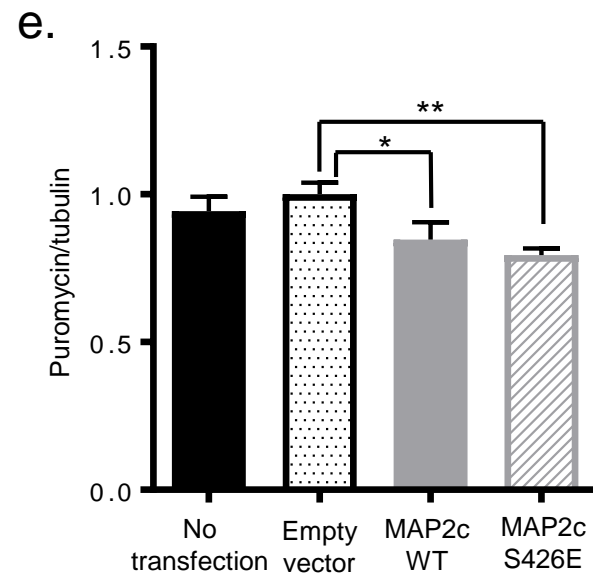 e.
1.5
1.0
0.5
0.0
Puromycin/tubulin
**
*
No
transfection
Empty
vector
MAP2c
WT
MAP2c
S426E